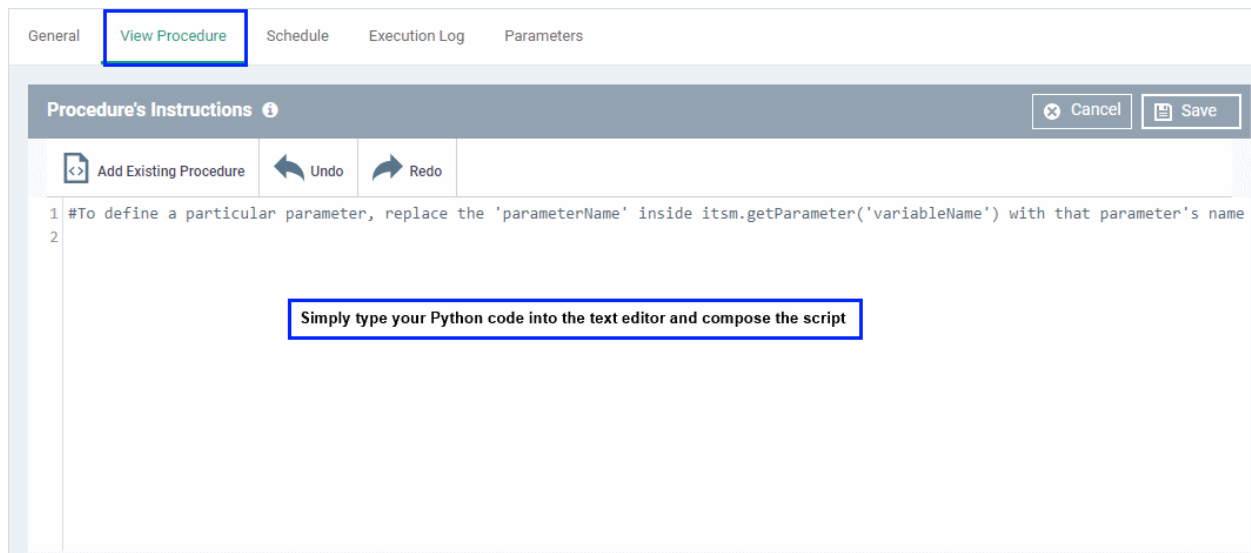 General View Procedure Schedule Execution Log Parameters
Procedure's Instructions
Cancel Save
Add Existing Procedure Undo Redo
1 #To define a particular parameter, replace the 'parameterName' inside itsm.getParameter('variableName') with that parameter's name
2
Simply type your Python code into the text editor and compose the script